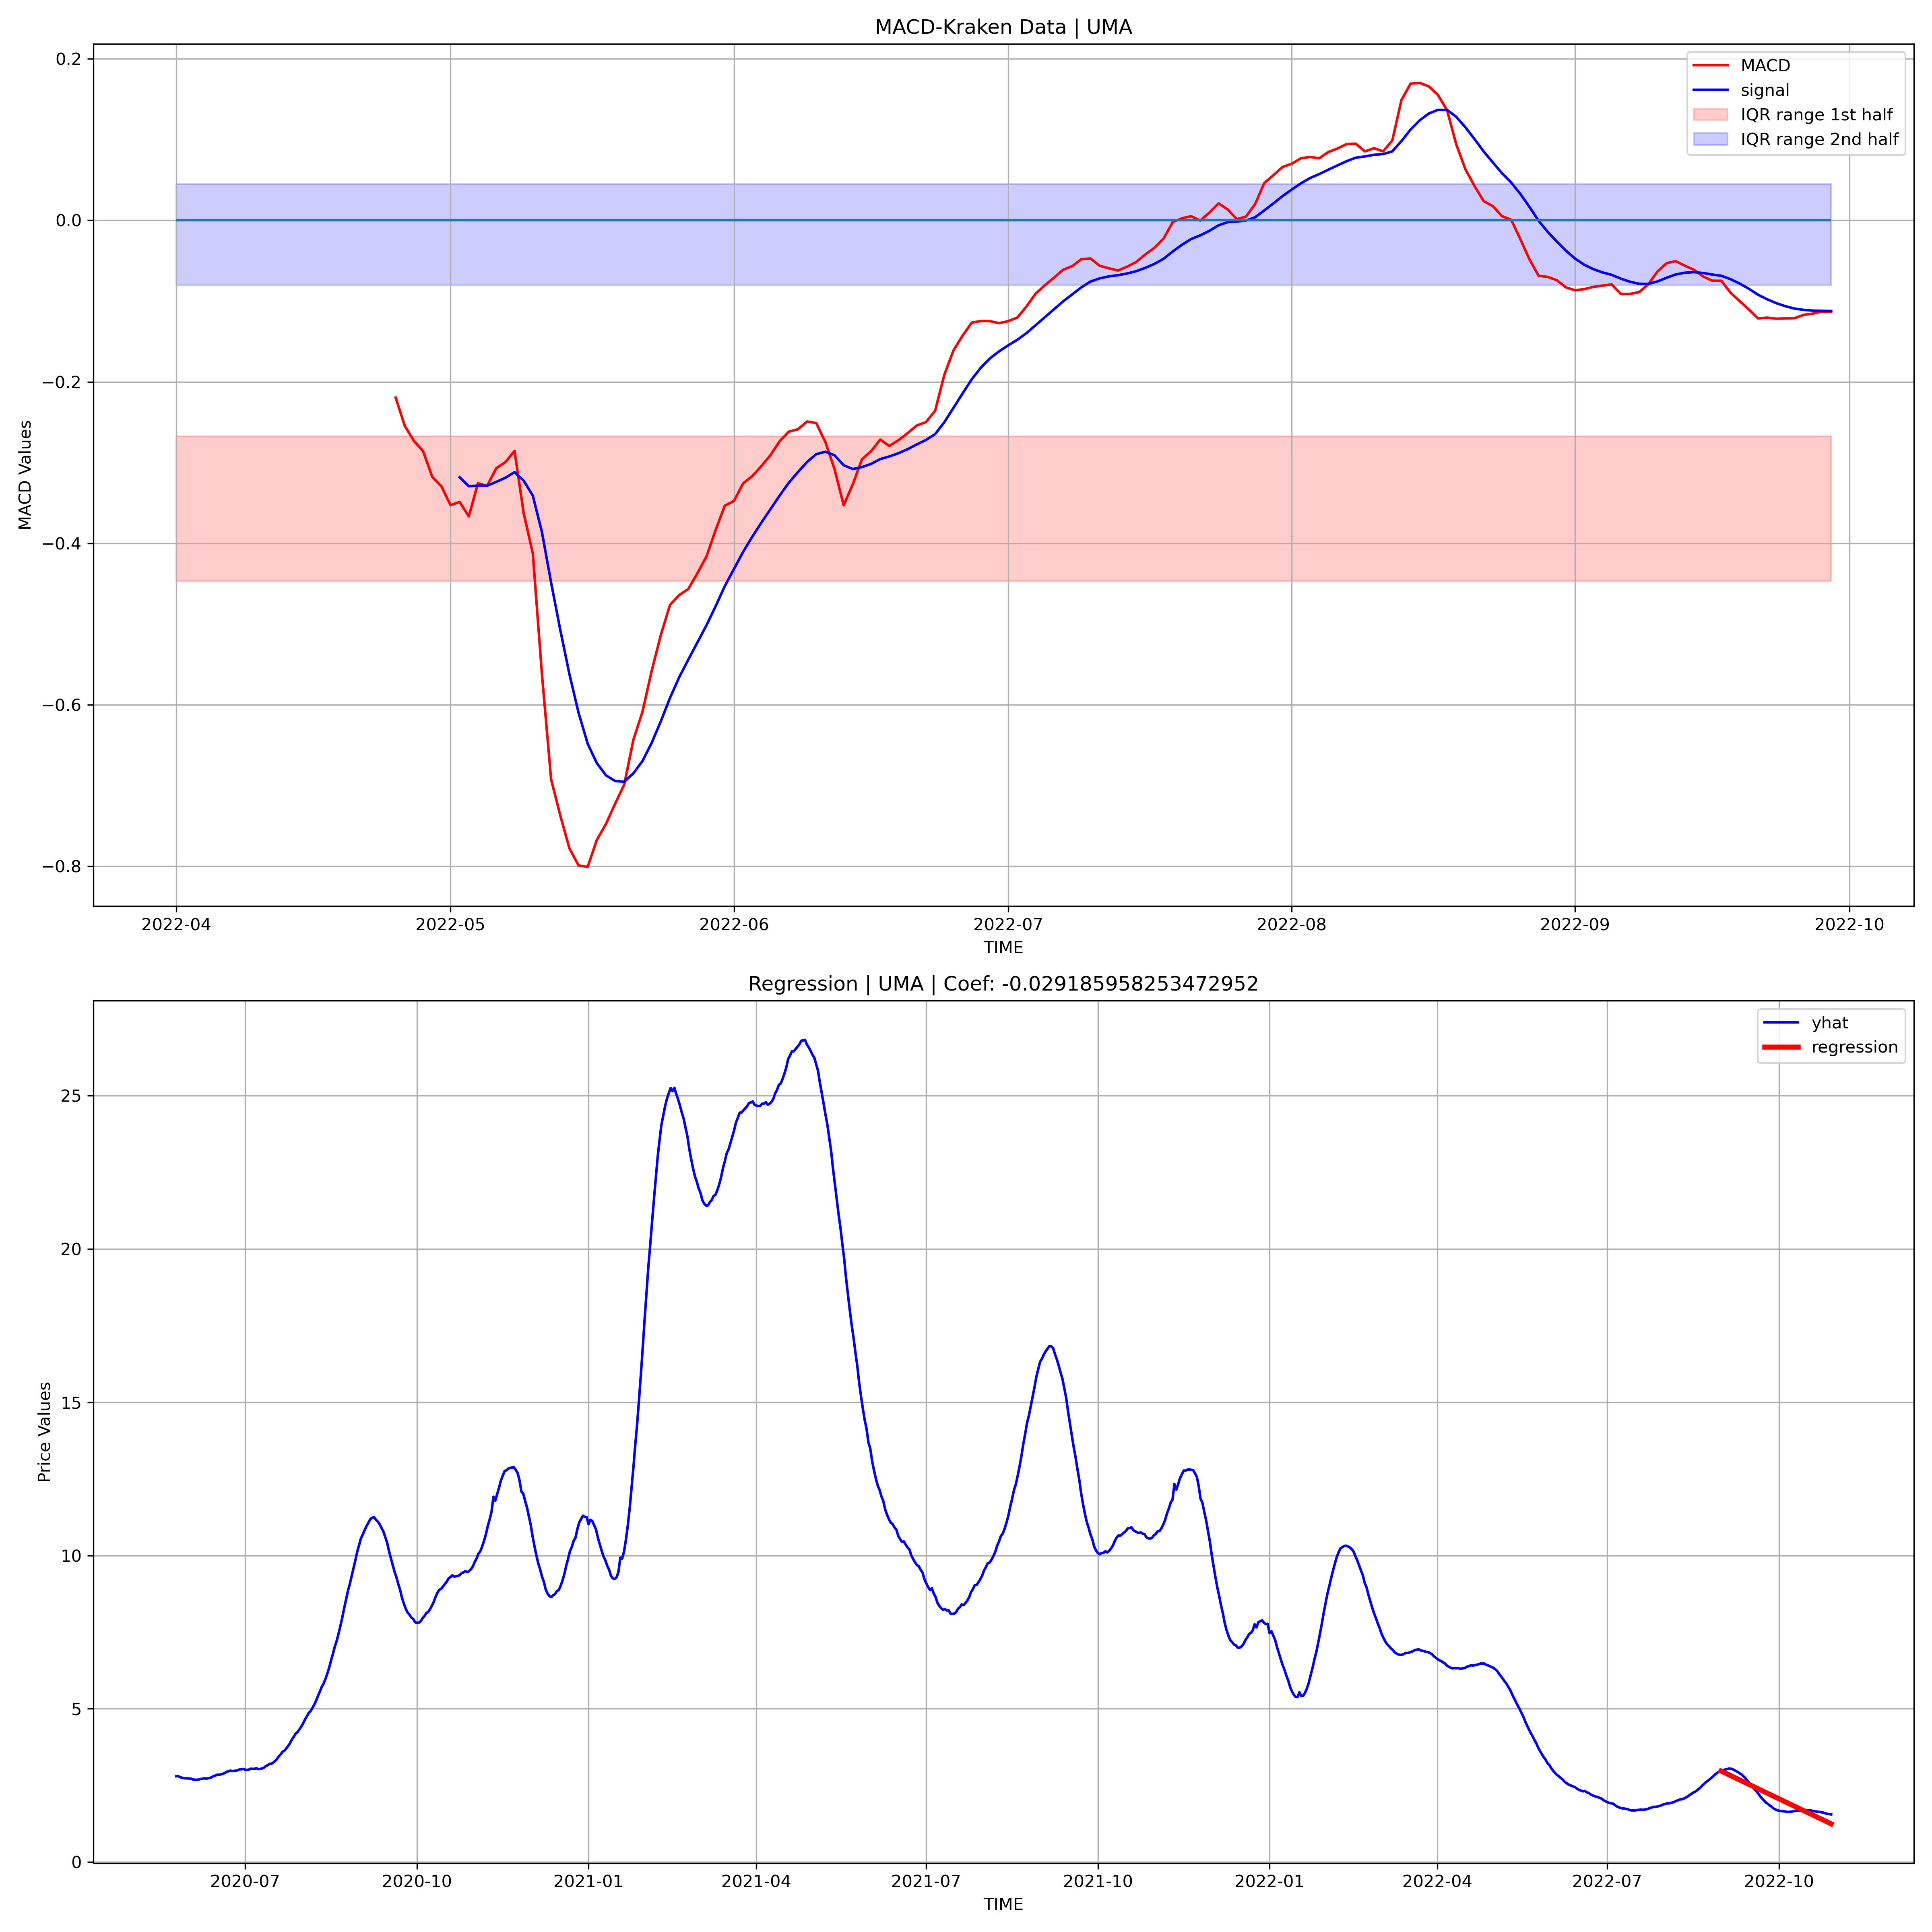 MACD-Kraken Data | UMA
MACD
signal
IQR range 1st half
IQR range 2nd half
MACD Values
0.2
0.0
−0.2
−0.4
−0.6
−0.8
2022-04 2022-05 2022-06 2022-07 2022-08 2022-09 2022-10
TIME
Regression | UMA | Coef: -0.029185958253472952
yhat
regression
Price Values
25
20
15
10
5
0
2020-07 2020-10 2021-01 2021-04 2021-07 2021-10 2022-01 2022-04 2022-07 2022-10
TIME